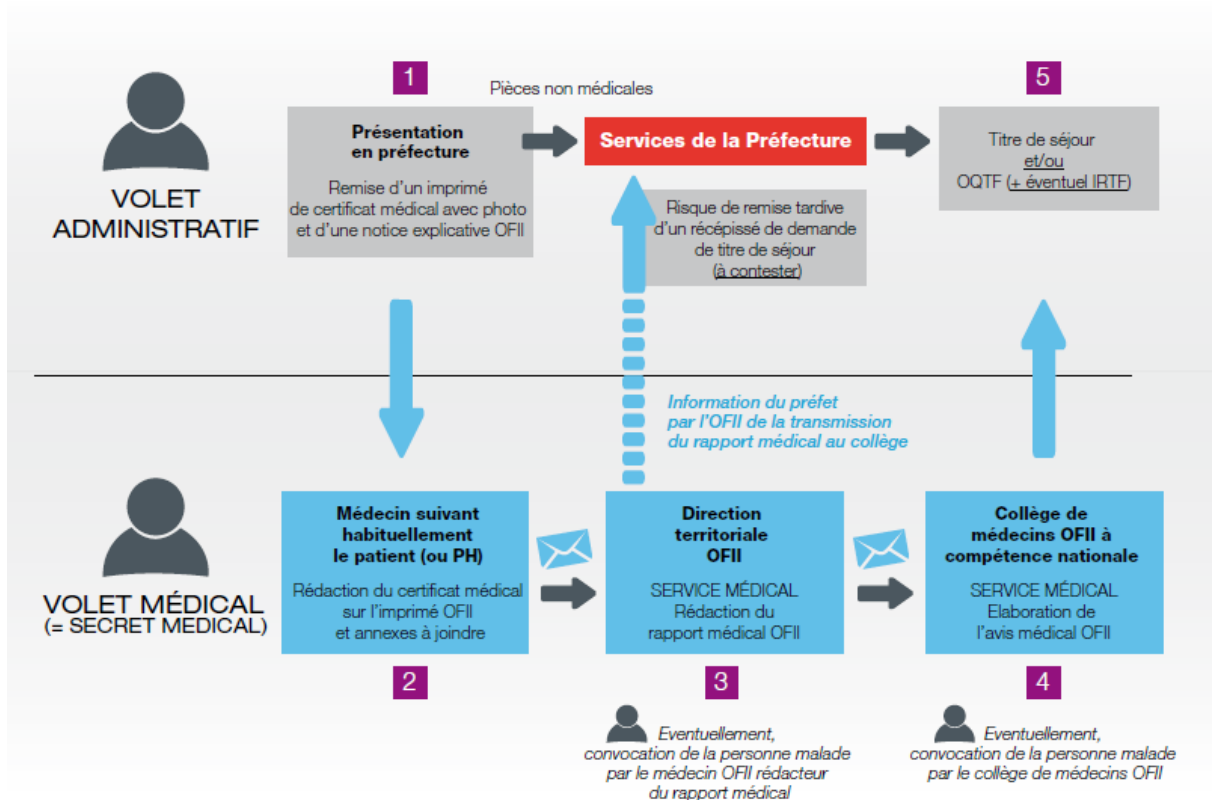 1
Pièces non médicales
5
Présentation
en préfecture
Remise d'un imprimé
de certificat médical avec photo
et d'une notice explicative OFII
Services de la Préfecture
Titre de séjour
et/ou
OQTF (+ éventuel IRTF)
VOLET
ADMINISTRATIF
Risque de remise tardive
d'un récépissé de demande
de titre de séjour
(à contester)
Information du préfet
par l'OFII de la transmission
du rapport médical au collège
VOLET MÉDICAL
(= SECRET MEDICAL)
Médecin suivant
habituellement
le patient (ou PH)
Rédaction du certificat médical
sur l'imprimé OFII
et annexes à joindre
2
Direction
territoriale
OFII
SERVICE MÉDICAL
Rédaction du
rapport médical OFII
3
Eventuellement,
convocation de la personne malade
par le médecin OFII rédacteur
du rapport médical
Collège de
médecins OFII à
compétence nationale
SERVICE MÉDICAL
Elaboration de
l'avis médical OFII
4
Eventuellement,
convocation de la personne malade
par le collège de médecins OFII